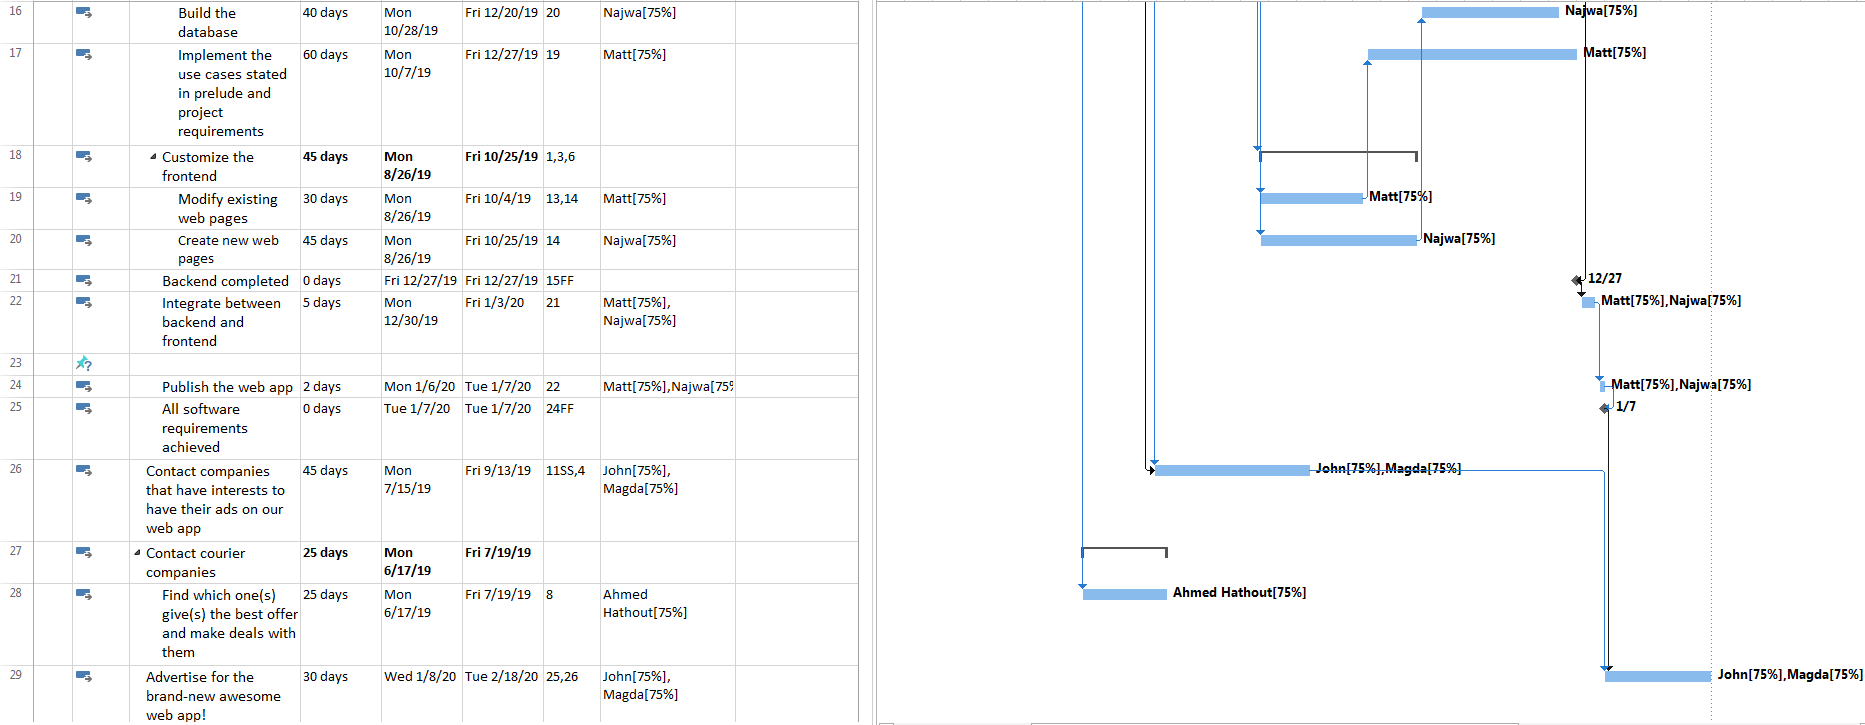 16 Build the database 40 days Mon 10/28/19 Fri 12/20/19 20 Najwa[75%] Najwa[75%]
17 Implement the use cases stated in prelude and project requirements 60 days Mon 10/7/19 Fri 12/27/19 19 Matt[75%] Matt[75%]
18 Customize the frontend 45 days Mon 8/26/19 Fri 10/25/19 1,3,6
19 Modify existing web pages 30 days Mon 8/26/19 Fri 10/4/19 13,14 Matt[75%] Matt[75%]
20 Create new web pages 45 days Mon 8/26/19 Fri 10/25/19 14 Najwa[75%] Najwa[75%]
21 Backend completed 0 days Fri 12/27/19 Fri 12/27/19 15FF 12/27
22 Integrate between backend and frontend 5 days Mon 12/30/19 Fri 1/3/20 21 Matt[75%], Najwa[75%] Matt[75%],Najwa[75%]
23 ?
24 Publish the web app 2 days Mon 1/6/20 Tue 1/7/20 22 Matt[75%],Najwa[75% Matt[75%],Najwa[75%]
25 All software requirements achieved 0 days Tue 1/7/20 Tue 1/7/20 24FF 1/7
26 Contact companies that have interests to have their ads on our web app 45 days Mon 7/15/19 Fri 9/13/19 11SS,4 John[75%], Magda[75%] John[75%],Magda[75%]
27 Contact courier companies 25 days Mon 6/17/19 Fri 7/19/19
28 Find which one(s) give(s) the best offer and make deals with them 25 days Mon 6/17/19 Fri 7/19/19 8 Ahmed Hathout[75%] Ahmed Hathout[75%]
29 Advertise for the brand-new awesome web app! 30 days Wed 1/8/20 Tue 2/18/20 25,26 John[75%], Magda[75%] John[75%],Magda[75%]